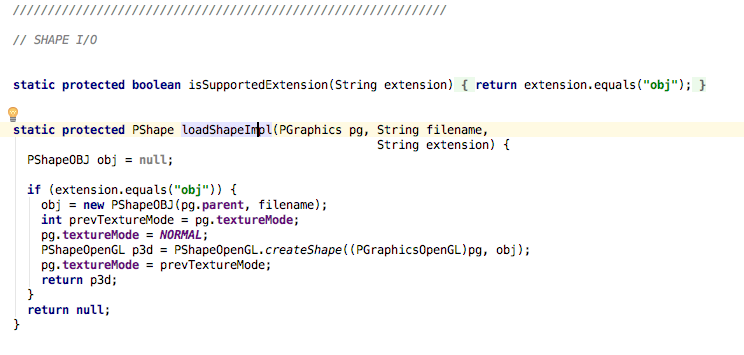 //////////////////////////////////////////////////////////////
// SHAPE I/O
static protected boolean isSupportedExtension(String extension) { return extension.equals("obj"); }
static protected PShape loadShapeImpl(PGraphics pg, String filename,
String extension) {
PShapeOBJ obj = null;
if (extension.equals("obj")) {
obj = new PShapeOBJ(pg.parent, filename);
int prevTextureMode = pg.textureMode;
pg.textureMode = NORMAL;
PShapeOpenGL p3d = PShapeOpenGL.createShape((PGraphicsOpenGL)pg, obj);
pg.textureMode = prevTextureMode;
return p3d;
}
return null;
}